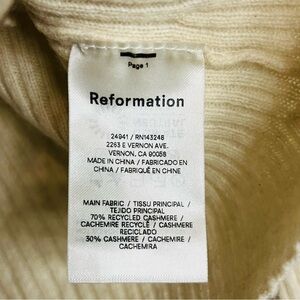 Page 1
Reformation
24941 / RN143248
2263 E VERNON AVE.
VERNON, CA 90058
MADE IN CHINA / FABRICADO EN
CHINA / FABRIQUÉ EN CHINE
MAIN FABRIC / TISSU PRINCIPAL /
TEJIDO PRINCIPAL
70% RECYCLED CASHMERE /
CACHEMIRE RECYCLÉ / CASHMERE
RECICLADO
30% CASHMERE / CACHEMIRE /
CACHEMIRA